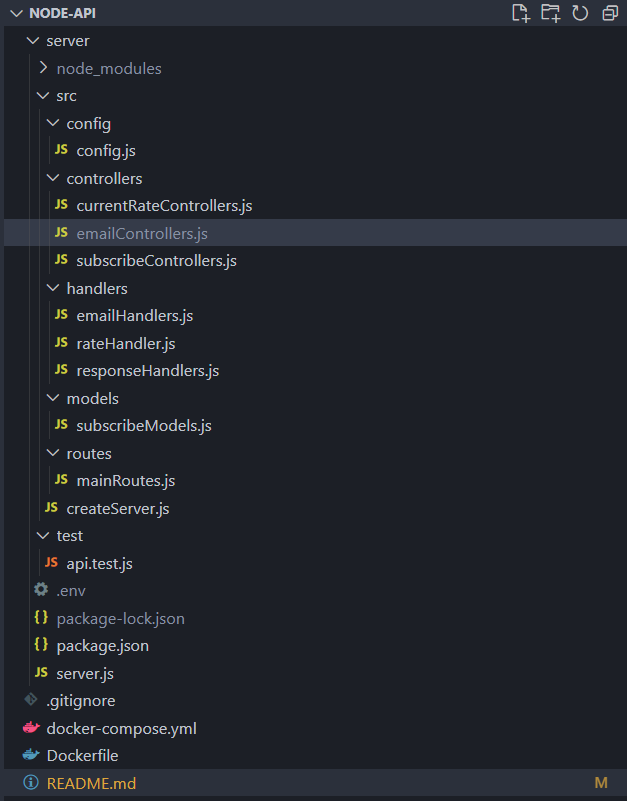 NODE-API
server
node_modules
src
config
JS config.js
controllers
JS currentRateControllers.js
JS emailControllers.js
JS subscribeControllers.js
handlers
JS emailHandlers.js
JS rateHandler.js
JS responseHandlers.js
models
JS subscribeModels.js
routes
JS mainRoutes.js
JS createServer.js
test
JS api.test.js
.env
{} package-lock.json
{} package.json
JS server.js
.gitignore
docker-compose.yml
Dockerfile
README.md M